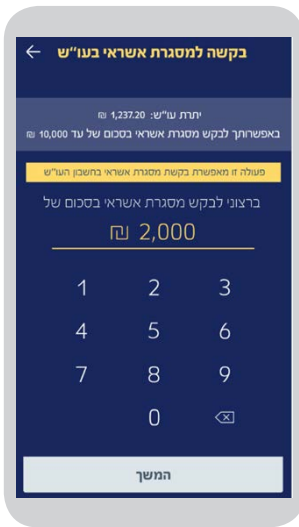 בקשה למסגרת אשראי בעו"ש
יתרת עו"ש: 1,237.20 ₪
באפשרותך לבקש מסגרת אשראי בסכום של עד 10,000 ₪
פעולה זו מאפשרת בקשת מסגרת אשראי בחשבון העו"ש
ברצוני לבקש מסגרת אשראי בסכום של
₪ 2,000
1 2 3
4 5 6
7 8 9
0
המשך